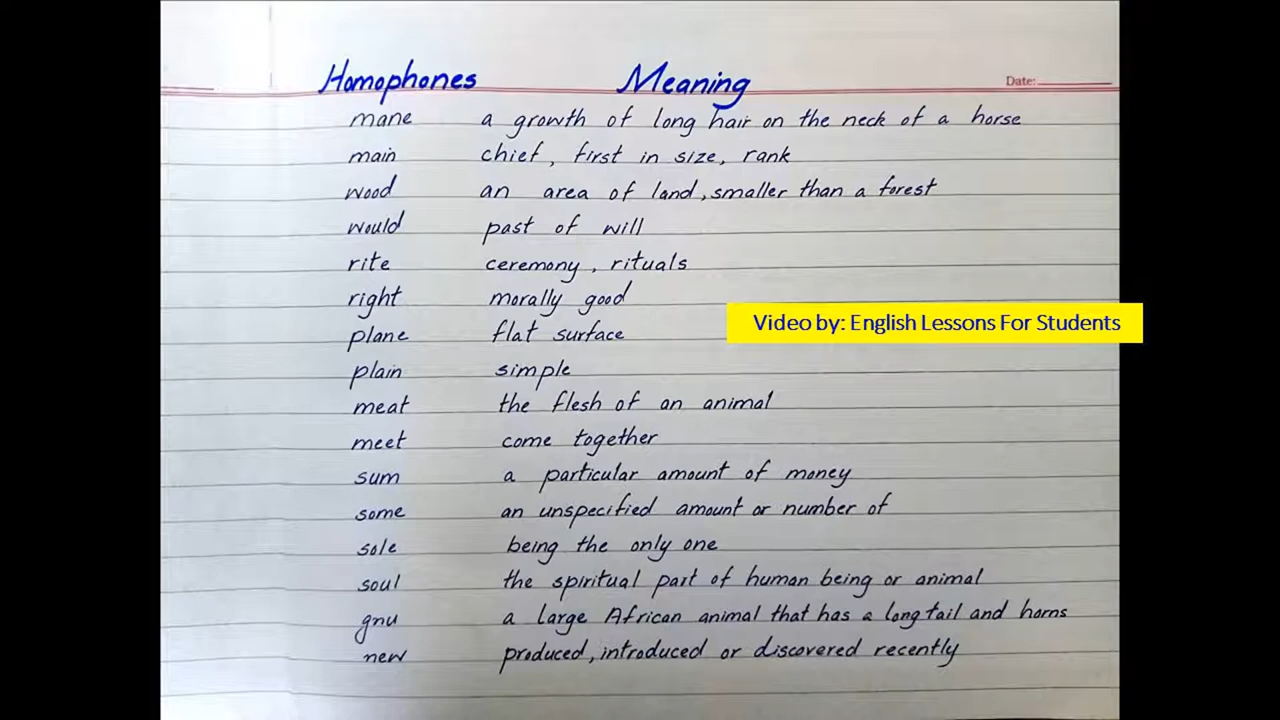 Homophones Meaning
Date:
mane a growth of long hair on the neck of a horse
main chief, first in size, rank
wood an area of land, smaller than a forest
would past of will
rite ceremony, rituals
right morally good
Video by: English Lessons For Students
plane flat surface
plain simple
meat the flesh of an animal
meet come together
sum a particular amount of money
some an unspecified amount or number of
sole being the only one
soul the spiritual part of human being or animal
gnu a large African animal that has a long tail and horns
new produced, introduced or discovered recently